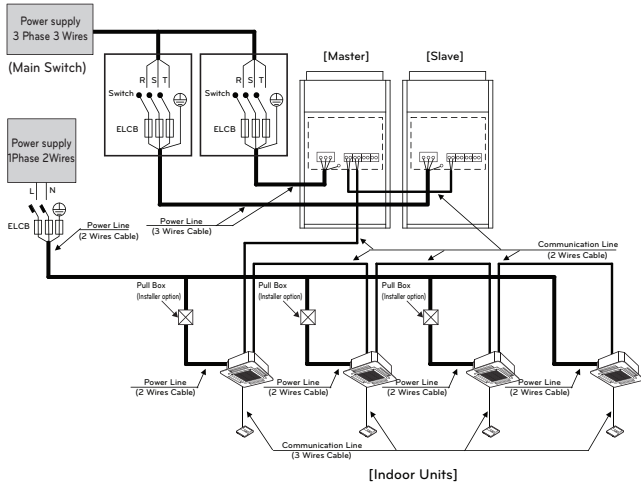 Power supply
3 Phase 3 Wires
(Main Switch)
[Master]
[Slave]
R S T
Switch
ELCB
R S T
Switch
ELCB
Power supply
1Phase 2Wires
L N
ELCB
Power Line
(2 Wires Cable)
Power Line
(3 Wires Cable)
Communication Line
(2 Wires Cable)
Pull Box
(Installer option)
Pull Box
(Installer option)
Pull Box
(Installer option)
Power Line
(2 Wires Cable)
Power Line
(2 Wires Cable)
Power Line
(2 Wires Cable)
Power Line
(2 Wires Cable)
Communication Line
(3 Wires Cable)
[Indoor Units]